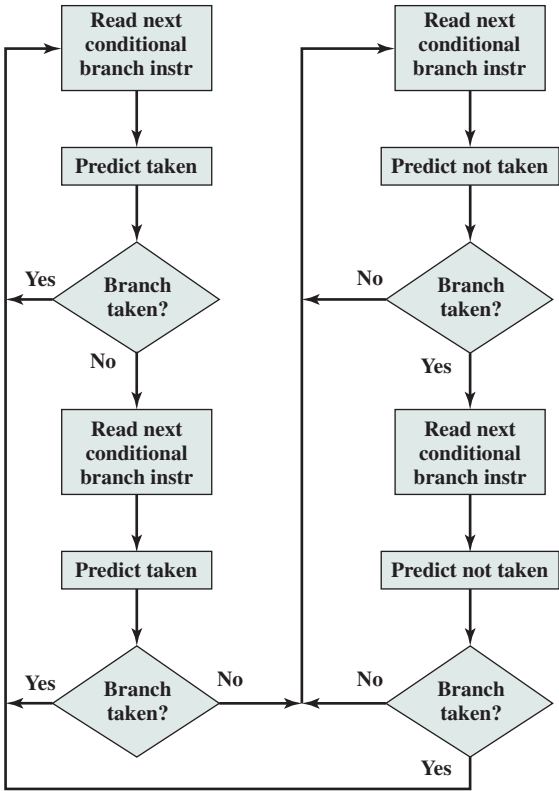 Read next
conditional
branch instr
Predict taken
Yes
Branch
taken?
No
Read next
conditional
branch instr
Predict taken
Yes
Branch
taken?
No
Read next
conditional
branch instr
Predict not taken
No
Branch
taken?
Yes
Read next
conditional
branch instr
Predict not taken
No
Branch
taken?
Yes